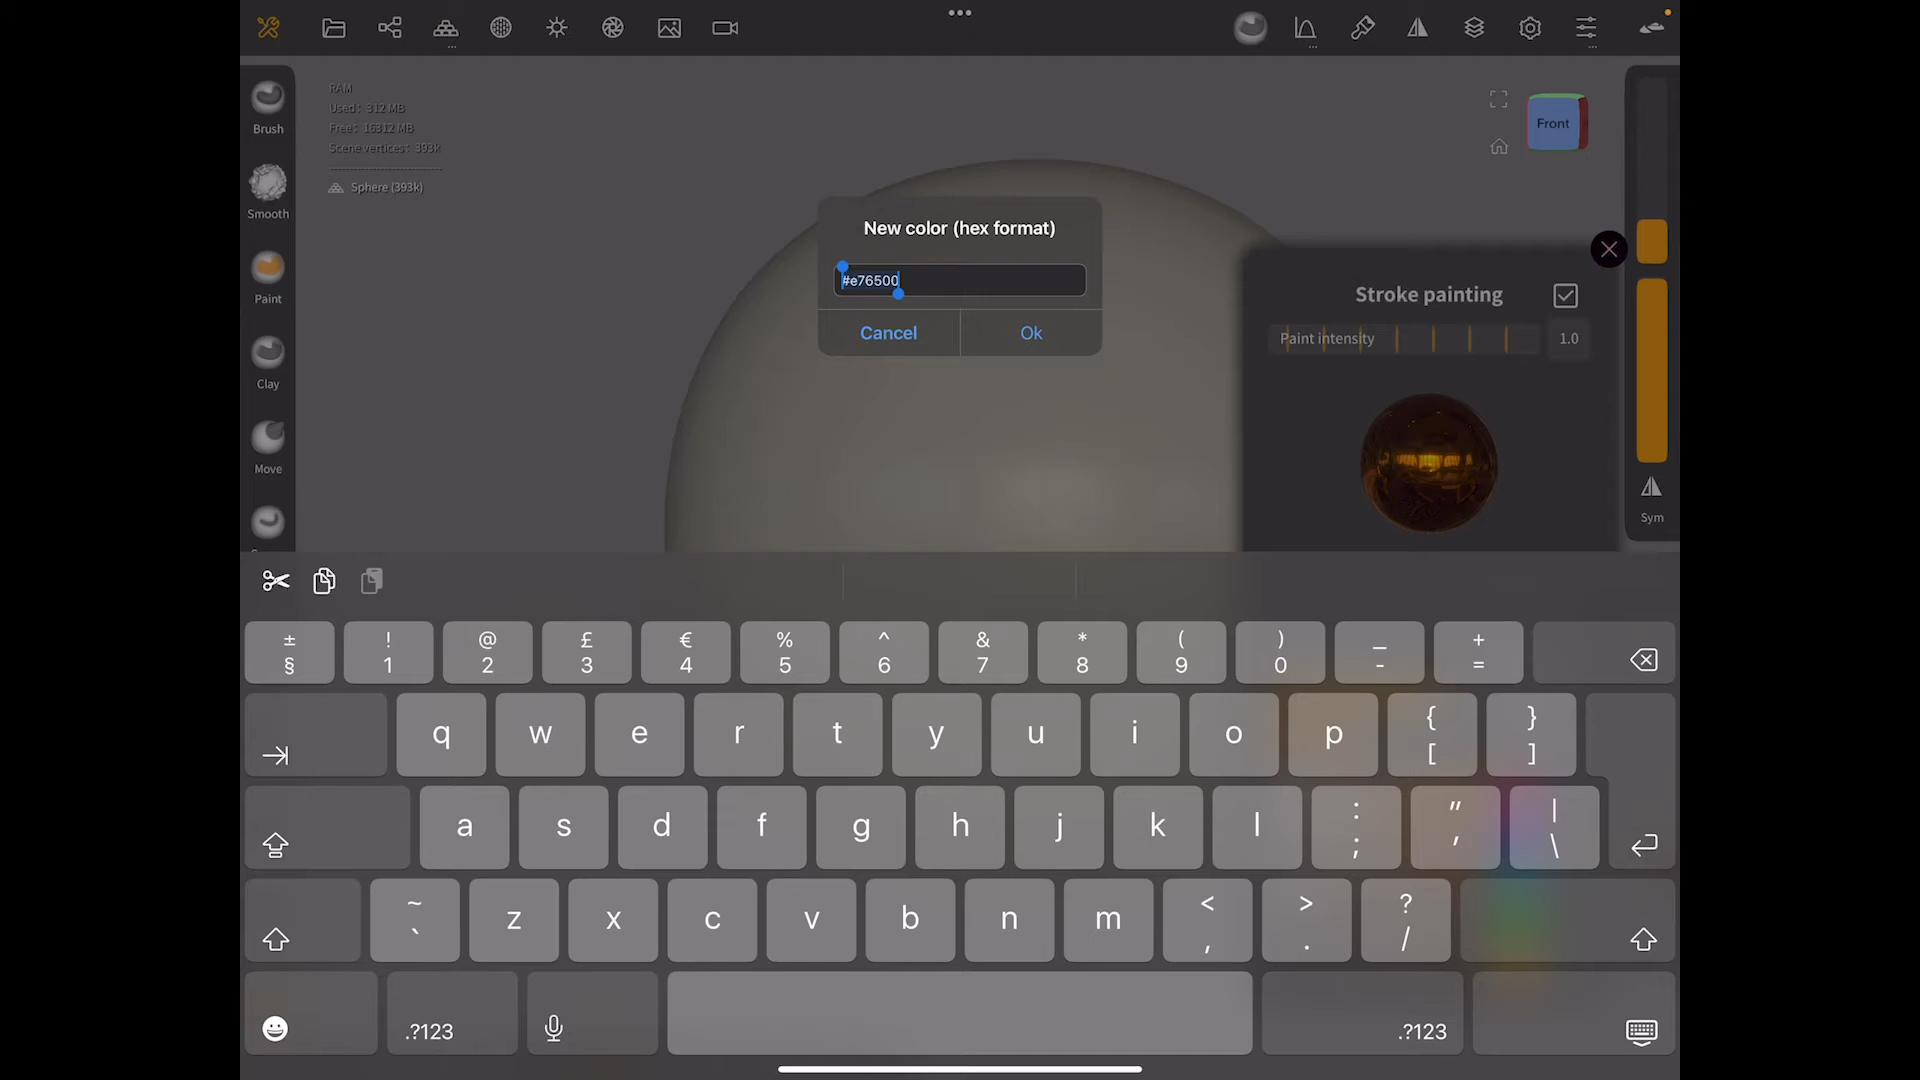 RAM
Used: 312 MB
Free: 16312 MB
Scene vertices: 393k
Sphere (393k)
Brush
Smooth
Paint
Clay
Move
Front
New color (hex format)
#e76500
Cancel
Ok
Stroke painting
Paint intensity
1.0
Sym
± ! @ £ € % ^ & * ( ) _ +
§ 1 2 3 4 5 6 7 8 9 0 - =
q w e r t y u i o p { }
[ ]
a s d f g h j k l : " |
; ' \
~ z x c v b n m < > ?
` , . /
.?123
.?123